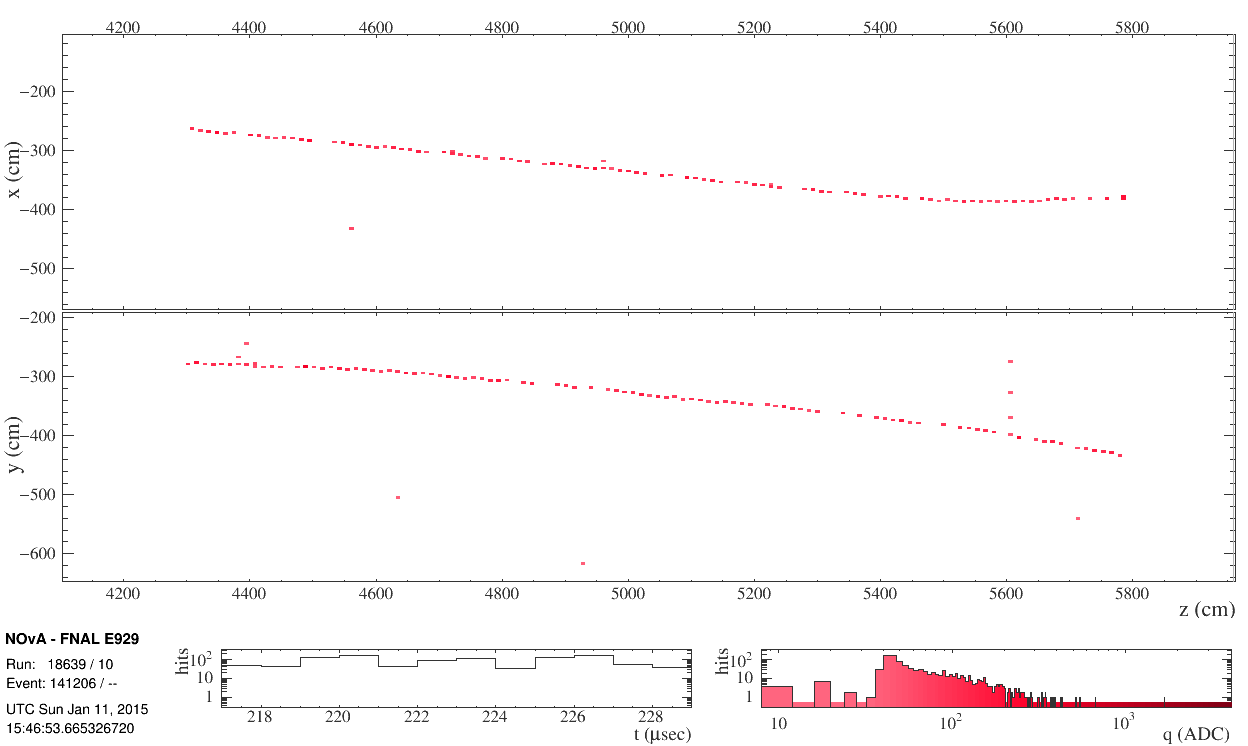 4200 4400 4600 4800 5000 5200 5400 5600 5800
−200
−300
−400
−500
x (cm)
−200
−300
−400
−500
−600
y (cm)
4200 4400 4600 4800 5000 5200 5400 5600 5800
z (cm)
NOνA - FNAL E929
Run: 18639 / 10
Event: 141206 / --
UTC Sun Jan 11, 2015
15:46:53.665326720
hits
10²
10
1
218 220 222 224 226 228
t (μsec)
hits
10²
10
1
10 10² 10³
q (ADC)